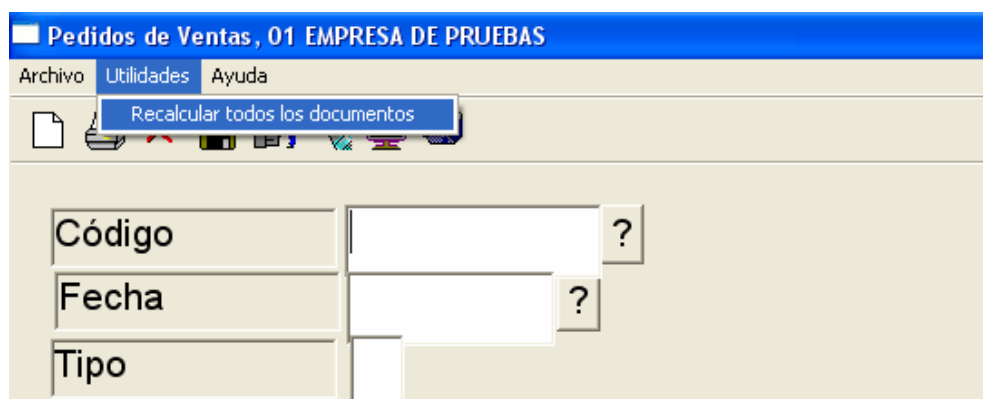 Pedidos de Ventas, 01 EMPRESA DE PRUEBAS
Archivo Utilidades Ayuda
Recalcular todos los documentos
Código ?
Fecha ?
Tipo